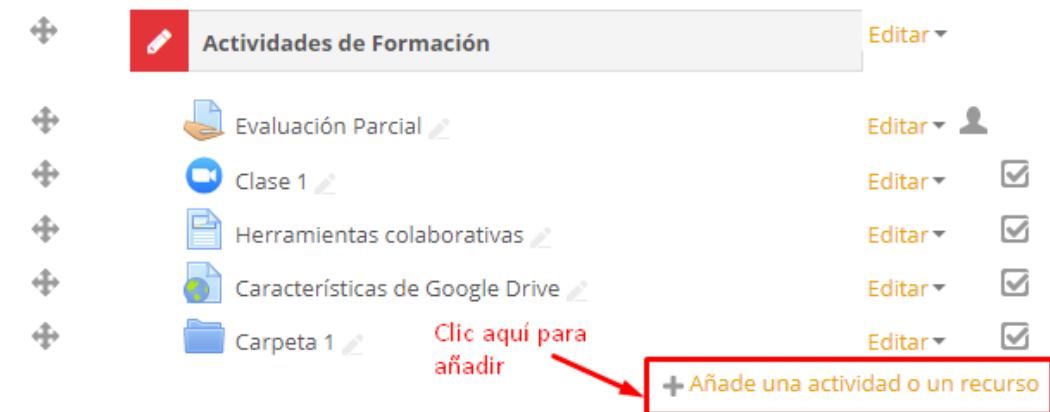 Actividades de Formación Editar
Evaluación Parcial Editar
Clase 1 Editar
Herramientas colaborativas Editar
Características de Google Drive Editar
Carpeta 1 Editar
Clic aquí para
añadir
Añade una actividad o un recurso